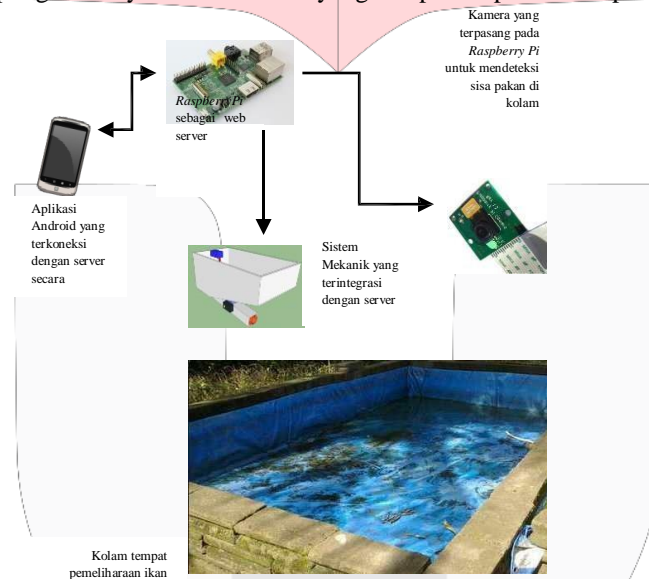 Kamera yang
terpasang pada
Raspberry Pi
untuk mendeteksi
sisa pakan di
kolam
RaspberryPi
sebagai web
server
Aplikasi
Android yang
terkoneksi
dengan server
secara
Sistem
Mekanik yang
terintegrasi
dengan server
Kolam tempat
pemeliharaan ikan